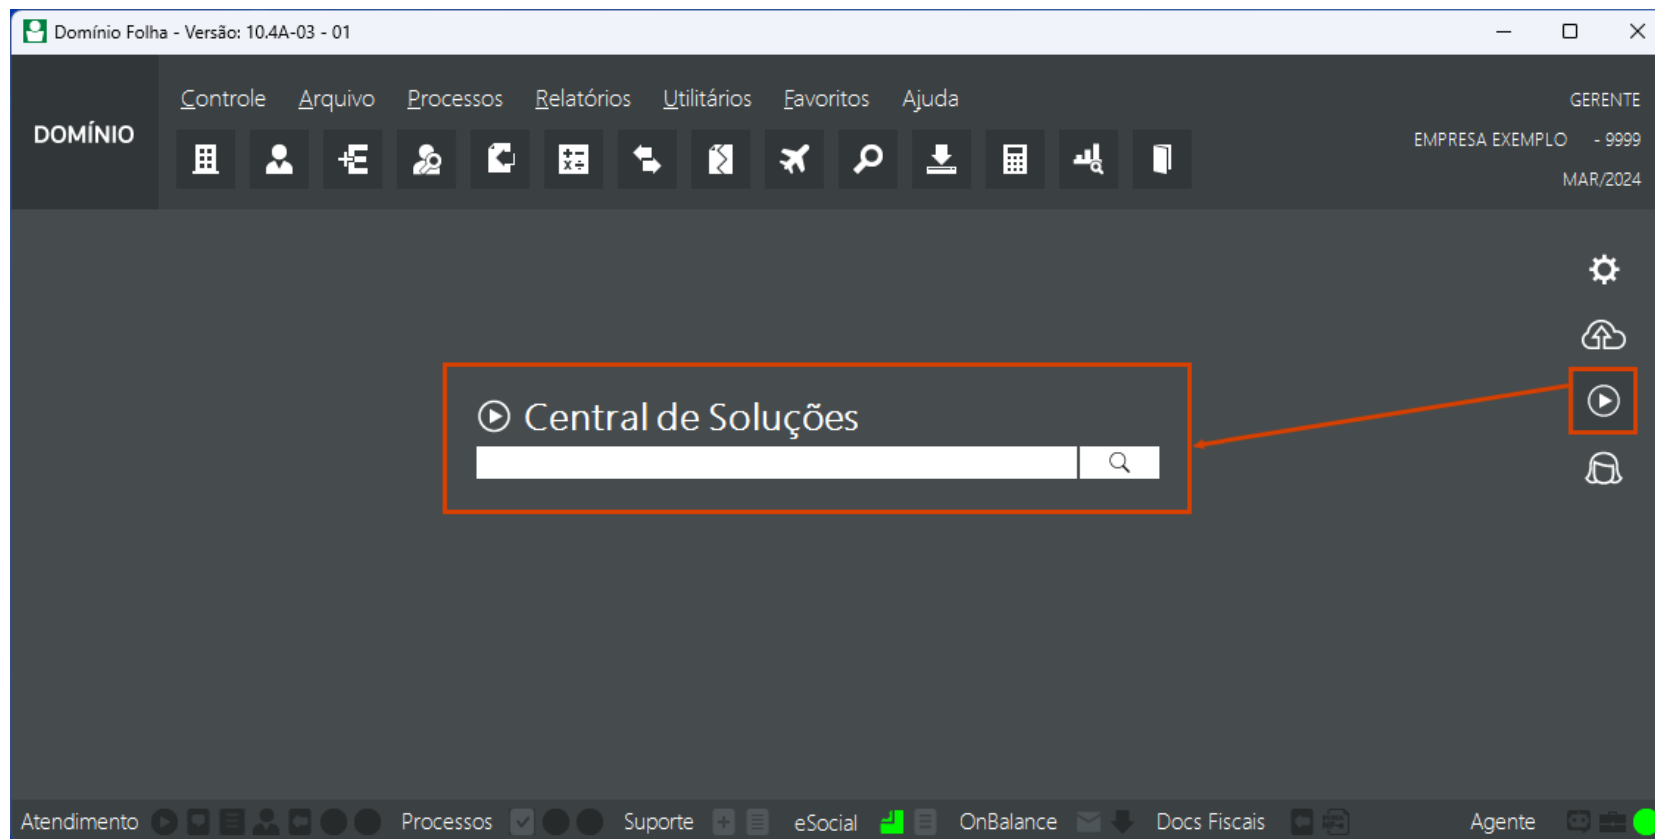 Domínio Folha - Versão: 10.4A-03 - 01
DOMÍNIO
Controle Arquivo Processos Relatórios Utilitários Favoritos Ajuda
GERENTE
EMPRESA EXEMPLO - 9999
MAR/2024
Central de Soluções
Atendimento Processos Suporte eSocial OnBalance Docs Fiscais Agente